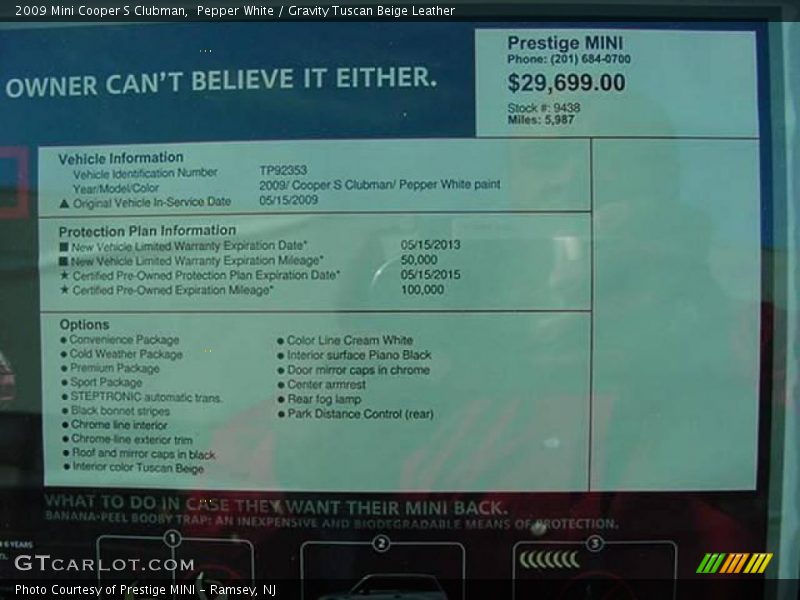 2009 Mini Cooper S Clubman,  Pepper White / Gravity Tuscan Beige Leather
OWNER CAN'T BELIEVE IT EITHER.
Prestige MINI
Phone: (201) 684-0700
$29,699.00
Stock #: 9438
Miles: 5,987
Vehicle Information
Vehicle Identification Number TP92353
Year/Model/Color 2009/ Cooper S Clubman/ Pepper White paint
▲ Original Vehicle In-Service Date 05/15/2009
Protection Plan Information
■ New Vehicle Limited Warranty Expiration Date* 05/15/2013
■ New Vehicle Limited Warranty Expiration Mileage* 50,000
★ Certified Pre-Owned Protection Plan Expiration Date* 05/15/2015
★ Certified Pre-Owned Expiration Mileage* 100,000
Options
● Convenience Package
● Cold Weather Package
● Premium Package
● Sport Package
● STEPTRONIC automatic trans.
● Black bonnet stripes
● Chrome line interior
● Chrome-line exterior trim
● Roof and mirror caps in black
● Interior color Tuscan Beige
● Color Line Cream White
● Interior surface Piano Black
● Door mirror caps in chrome
● Center armrest
● Rear fog lamp
● Park Distance Control (rear)
WHAT TO DO IN CASE THEY WANT THEIR MINI BACK.
BANANA-PEEL BOOBY TRAP: AN INEXPENSIVE AND BIODEGRADABLE MEANS OF PROTECTION.
6 YEARS
1
2
3
GTCARLOT.COM
Photo Courtesy of Prestige MINI - Ramsey, NJ